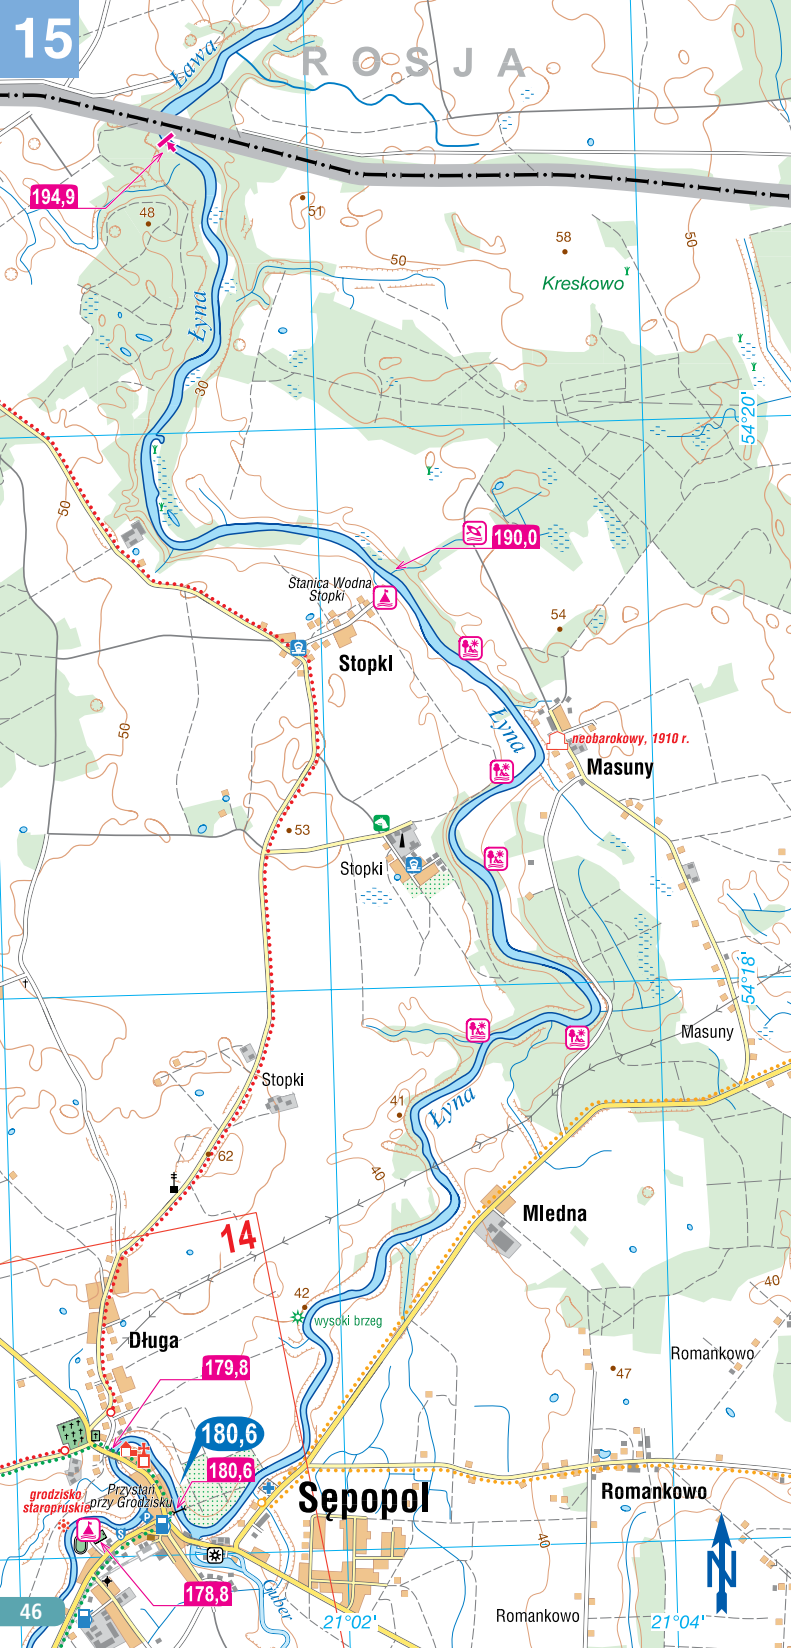 15
Ława
ROSJA
194,9
48
51
58
50
50
Kreskowo
Łyna
30
54°20'
50
190,0
Stanica Wodna
Stopki
54
StopkI
Łyna
neobarokowy, 1910 r.
Masuny
50
53
Stopki
54°18'
Masuny
Stopki
41
Łyna
62
40
MIedna
14
42
wysoki brzeg
40
Długa
Romankowo
179,8
47
180,6
180,6
grodzisko
staropruskie
Przystań
przy Grodzisku
P
S
Sępopol
Romankowo
40
N
178,8
Guber
46
21°02'
Romankowo
21°04'